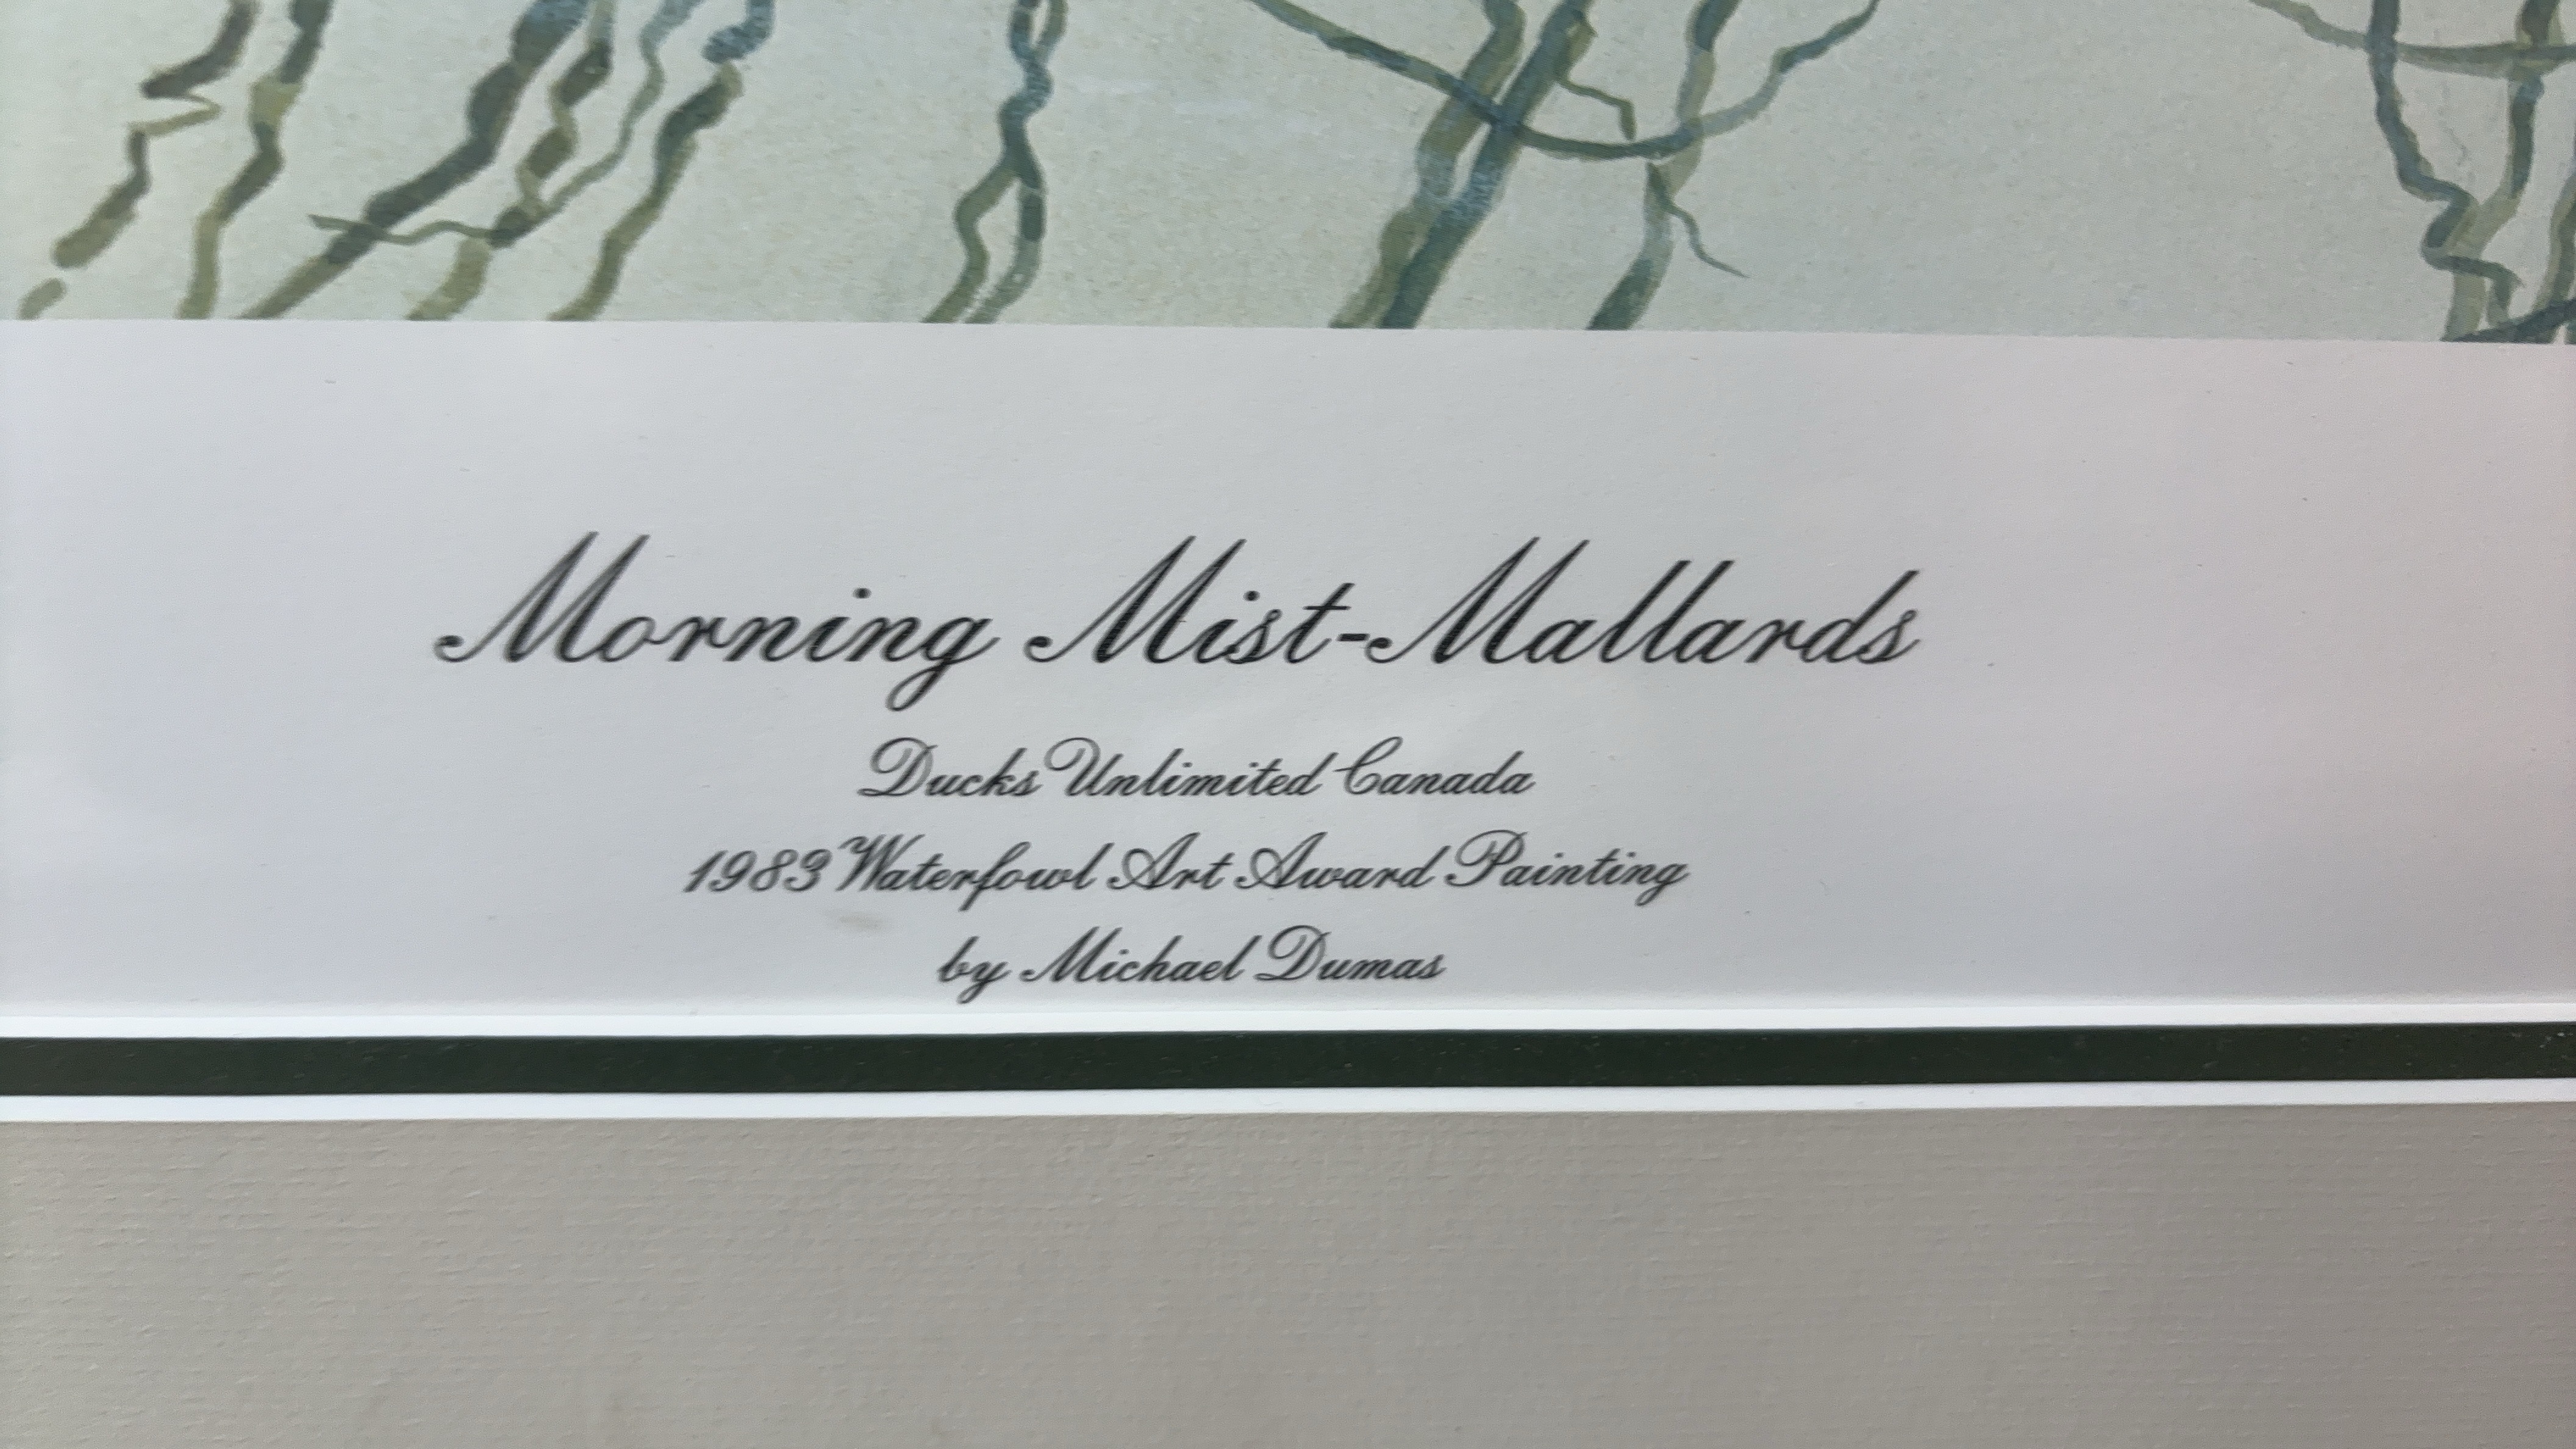 Morning Mist-Mallards
Ducks Unlimited Canada
1983 Waterfowl Art Award Painting
by Michael Dumas